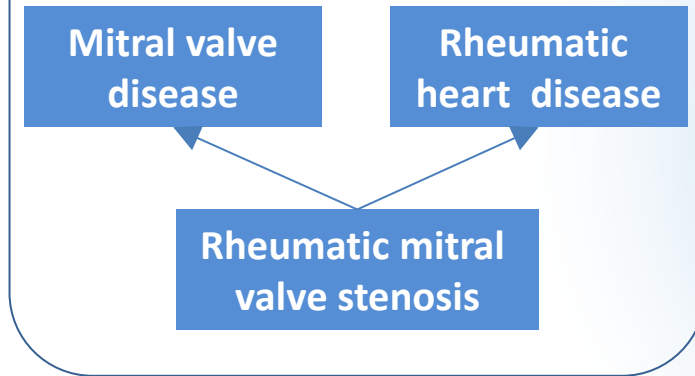 Mitral valve
disease
Rheumatic
heart disease
Rheumatic mitral
valve stenosis